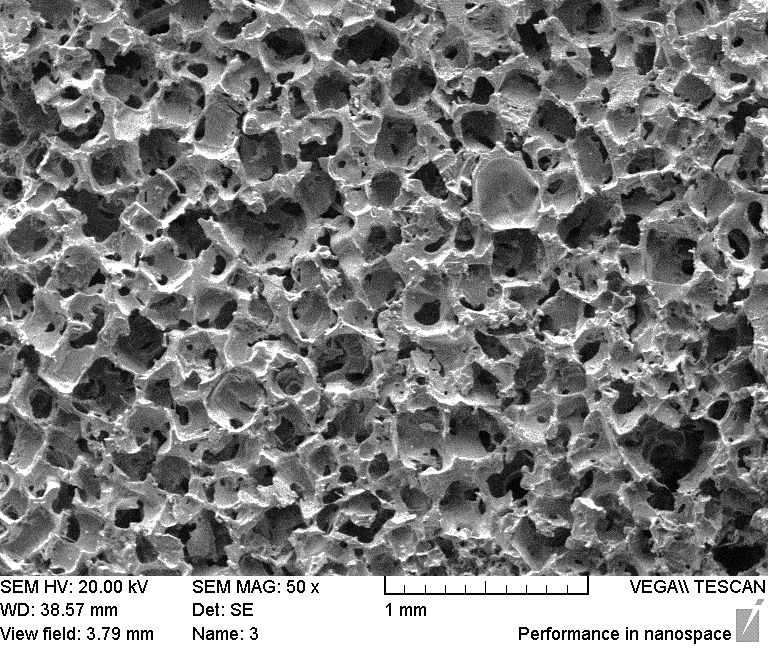 SEM HV: 20.00 kV SEM MAG: 50 x VEGA\\ TESCAN
WD: 38.57 mm Det: SE 1 mm
View field: 3.79 mm Name: 3 Performance in nanospace